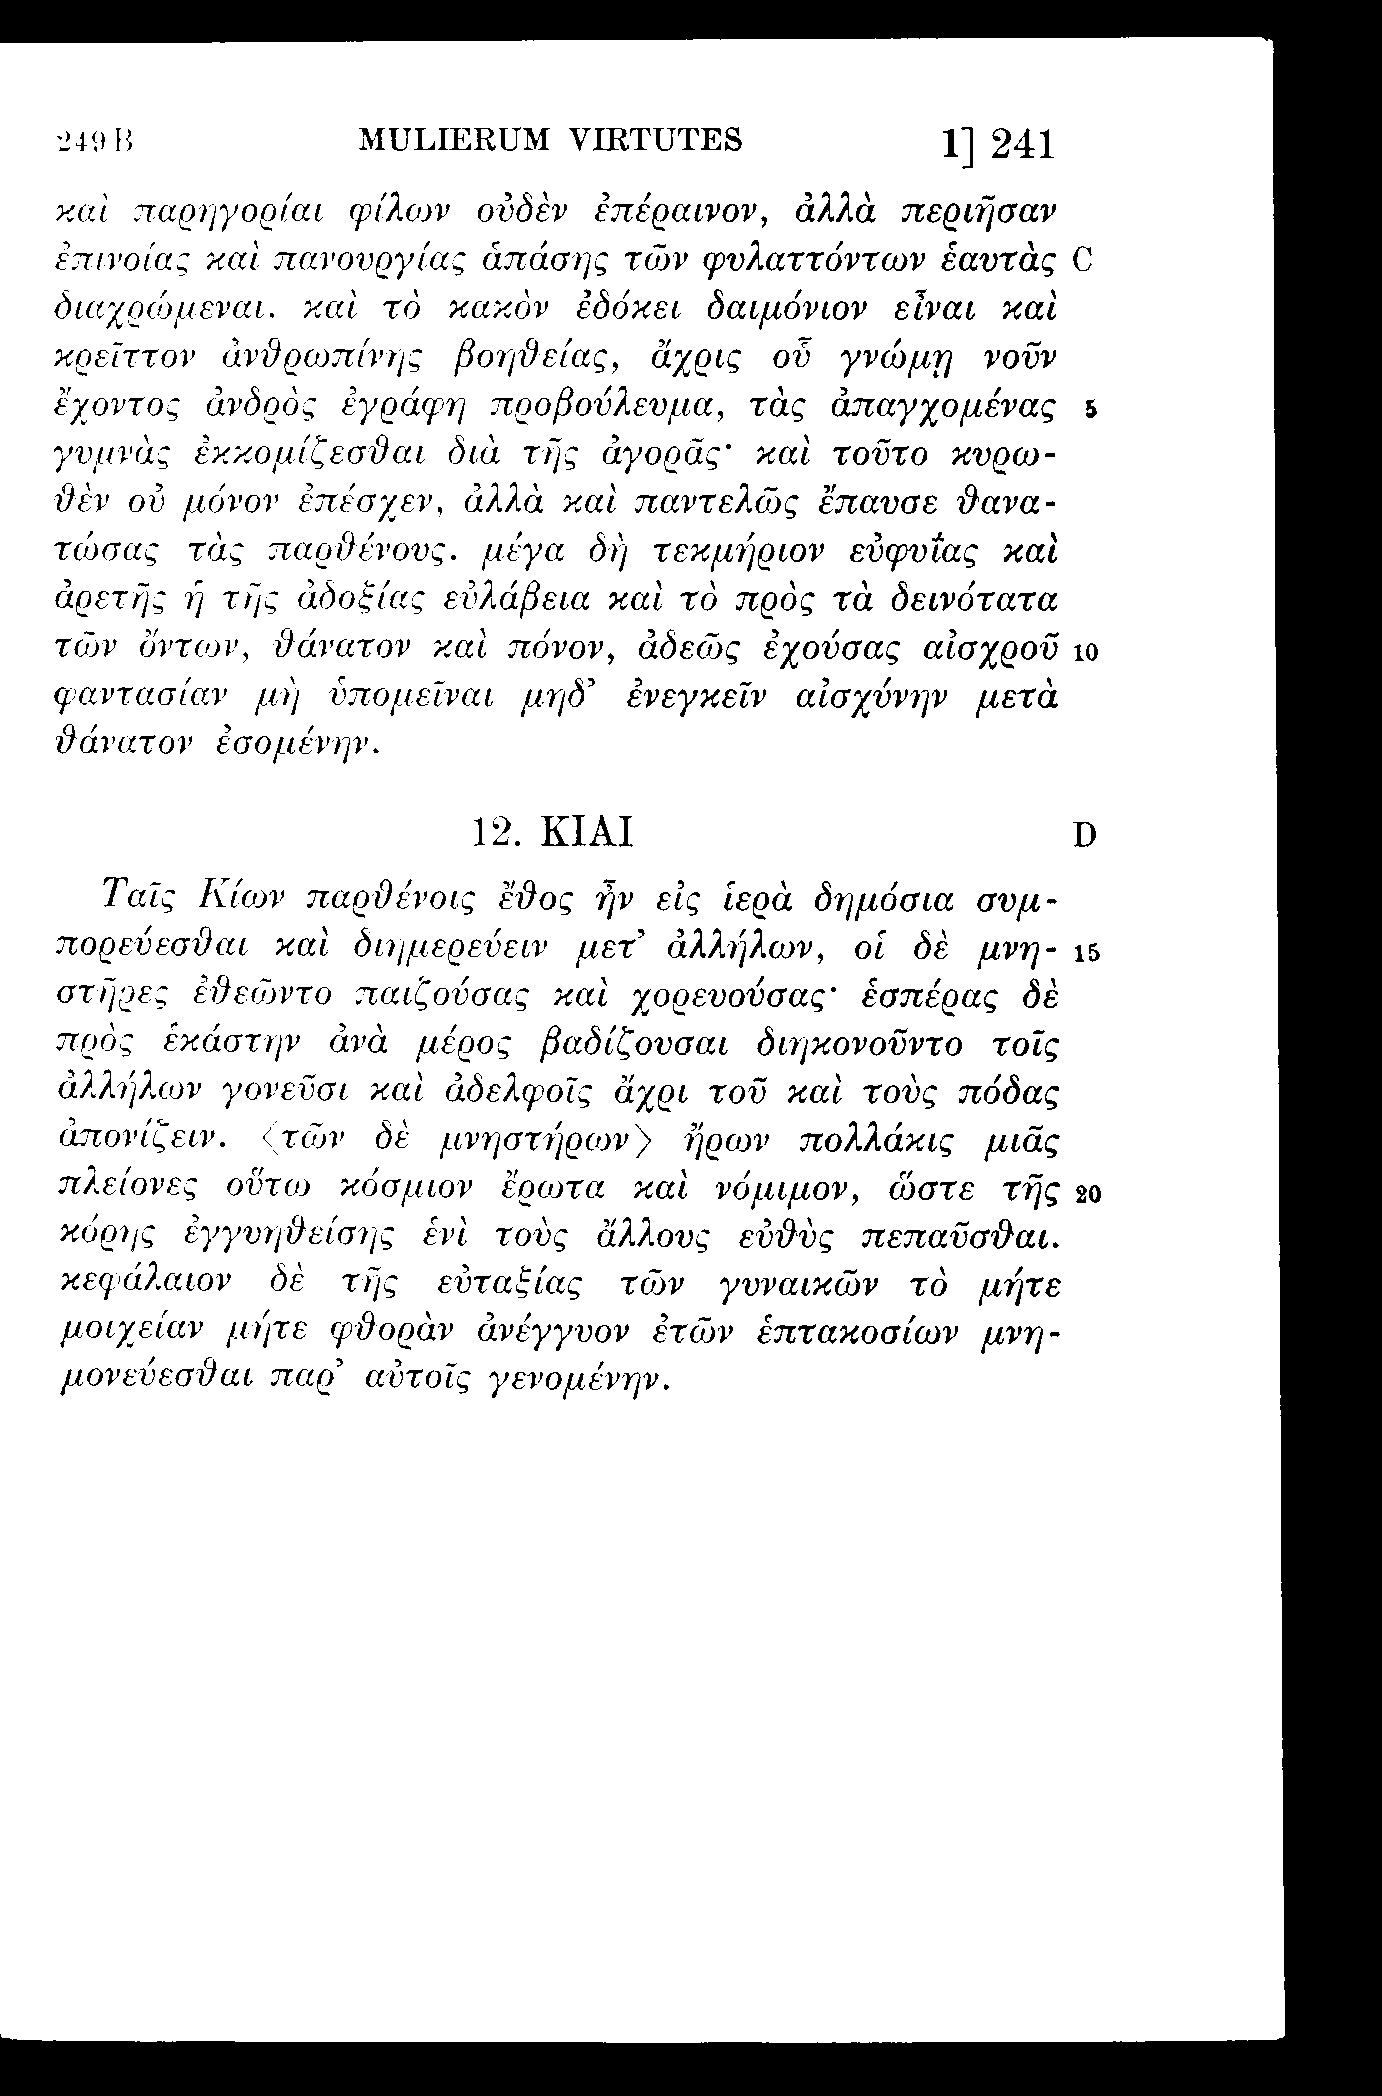 249 B MULIERUM VIRTUTES 1] 241
καὶ παρηγορίαι φίλων οὐδὲν ἐπέραινον, ἀλλὰ περιῆσαν
ἐπινοίας καὶ πανουργίας ἁπάσης τῶν φυλαττόντων ἑαυτὰς C
διαχρώμεναι. καὶ τὸ κακὸν ἐδόκει δαιμόνιον εἶναι καὶ
κρεῖττον ἀνθρωπίνης βοηθείας, ἄχρις οὗ γνώμῃ νοῦν
ἔχοντος ἀνδρὸς ἐγράφη προβούλευμα, τὰς ἀπαγχομένας 5
γυμνὰς ἐκκομίζεσθαι διὰ τῆς ἀγορᾶς· καὶ τοῦτο κυρω-
θὲν οὐ μόνον ἐπέσχεν, ἀλλὰ καὶ παντελῶς ἔπαυσε θανα-
τώσας τὰς παρθένους. μέγα δὴ τεκμήριον εὐφυΐας καὶ
ἀρετῆς ἡ τῆς ἀδοξίας εὐλάβεια καὶ τὸ πρὸς τὰ δεινότατα
τῶν ὄντων, θάνατον καὶ πόνον, ἀδεῶς ἐχούσας αἰσχροῦ 10
φαντασίαν μὴ ὑπομεῖναι μηδ’ ἐνεγκεῖν αἰσχύνην μετὰ
θάνατον ἐσομένην.
12. ΚΙΑΙ D
Ταῖς Κίων παρθένοις ἔθος ἦν εἰς ἱερὰ δημόσια συμ-
πορεύεσθαι καὶ διημερεύειν μετ’ ἀλλήλων, οἱ δὲ μνη- 15
στῆρες ἐθεῶντο παιζούσας καὶ χορευούσας· ἑσπέρας δὲ
πρὸς ἑκάστην ἀνὰ μέρος βαδίζουσαι διηκονοῦντο τοῖς
ἀλλήλων γονεῦσι καὶ ἀδελφοῖς ἄχρι τοῦ καὶ τοὺς πόδας
ἀπονίζειν. ⟨τῶν δὲ μνηστήρων⟩ ἤρων πολλάκις μιᾶς
πλείονες οὕτω κόσμιον ἔρωτα καὶ νόμιμον, ὥστε τῆς 20
κόρης ἐγγυηθείσης ἑνὶ τοὺς ἄλλους εὐθὺς πεπαῦσθαι.
κεφάλαιον δὲ τῆς εὐταξίας τῶν γυναικῶν τὸ μήτε
μοιχείαν μήτε φθορὰν ἀνέγγυον ἐτῶν ἑπτακοσίων μνη-
μονεύεσθαι παρ’ αὐτοῖς γενομένην.